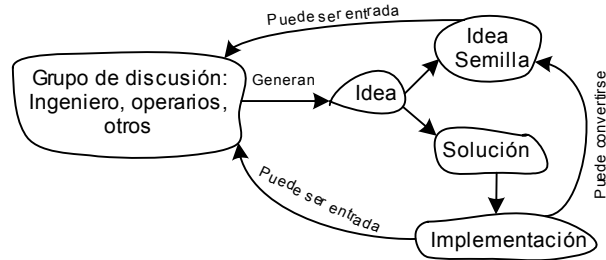 Puede ser entrada
Idea
Semilla
Grupo de discusión:
Ingeniero, operarios,
otros
Generan
Idea
Solución
Puede convertirse
Puede ser entrada
Implementación